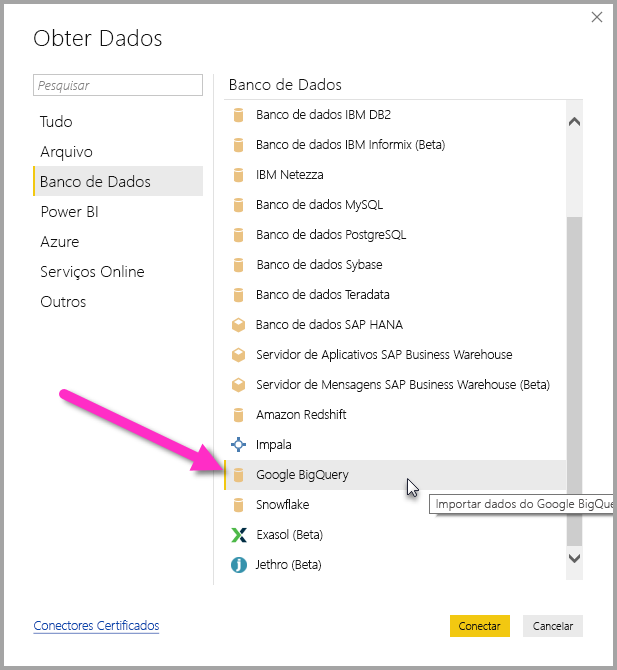 Obter Dados
Pesquisar
Tudo
Arquivo
Banco de Dados
Power BI
Azure
Serviços Online
Outros
Banco de Dados
Banco de dados IBM DB2
Banco de dados IBM Informix (Beta)
IBM Netezza
Banco de dados MySQL
Banco de dados PostgreSQL
Banco de dados Sybase
Banco de dados Teradata
Banco de dados SAP HANA
Servidor de Aplicativos SAP Business Warehouse
Servidor de Mensagens SAP Business Warehouse (Beta)
Amazon Redshift
Impala
Google BigQuery
Importar dados do Google BigQue
Snowflake
Exasol (Beta)
Jethro (Beta)
Conectores Certificados
Conectar
Cancelar